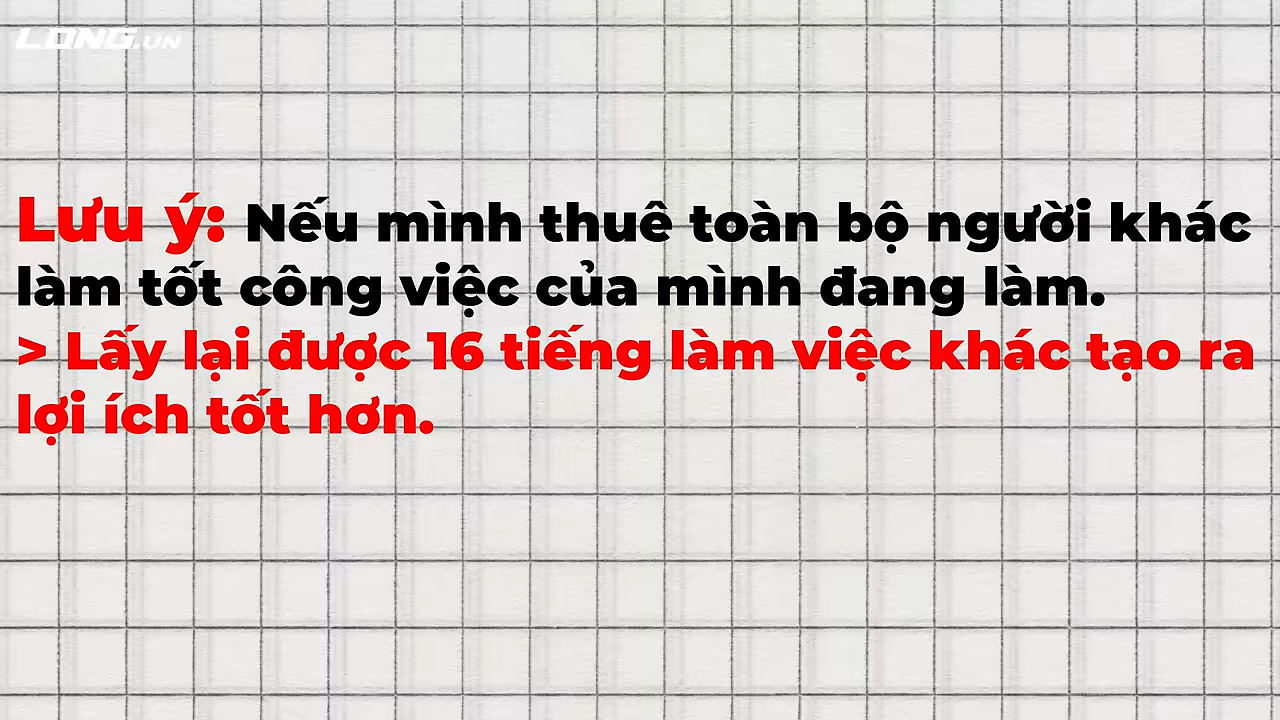 LONG.VN
Lưu ý: Nếu mình thuê toàn bộ người khác
làm tốt công việc của mình đang làm.
> Lấy lại được 16 tiếng làm việc khác tạo ra
lợi ích tốt hơn.